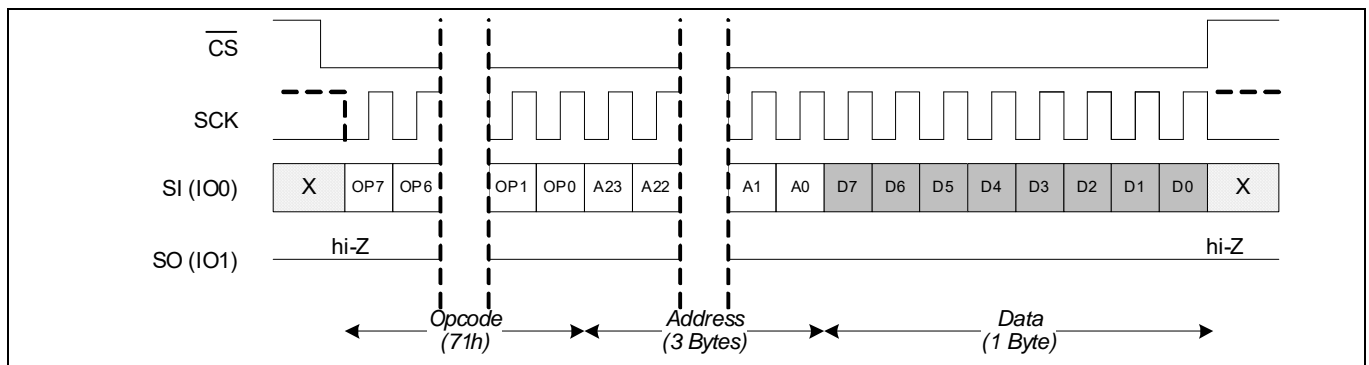 CS
SCK
SI (IO0) X OP7 OP6 OP1 OP0 A23 A22 A1 A0 D7 D6 D5 D4 D3 D2 D1 D0 X
hi-Z hi-Z
SO (IO1)
Opcode Address Data
(71h) (3 Bytes) (1 Byte)